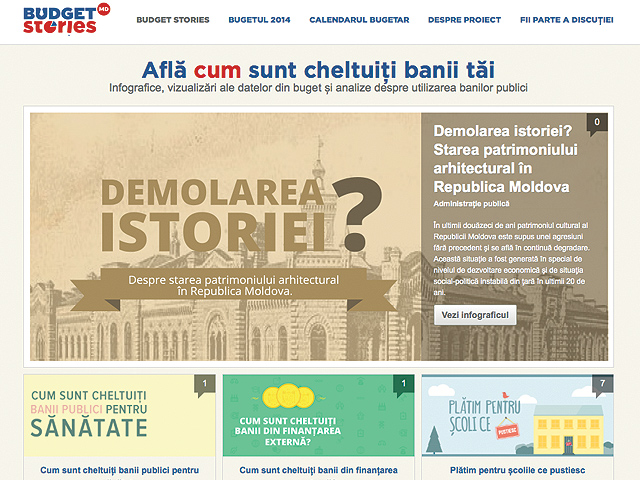 BUDGET MD
stories
BUDGET STORIES
BUGETUL 2014
CALENDARUL BUGETAR
DESPRE PROIECT
FII PARTE A DISCUȚIEI
Află cum sunt cheltuiți banii tăi
Infografice, vizualizări ale datelor din buget și analize despre utilizarea banilor publici
DEMOLAREA
ISTORIEI?
Despre starea patrimoniului arhitectural
în Republica Moldova.
0
Demolarea istoriei?
Starea patrimoniului
arhitectural în
Republica Moldova
Administrație publică
În ultimii douăzeci de ani patrimoniul cultural al
Republicii Moldova este supus unei agresiuni
fără precedent și se află în continuă degradare.
Această situație a fost generată în special de
nivelul de dezvoltare economică și de situația
social-politică instabilă din țară în ultimii 20 de
ani.
Vezi infograficul
1
CUM SUNT CHELTUIȚI
BANII PUBLICI PENTRU
SĂNĂTATE
Cum sunt cheltuiți banii publici pentru
1
CUM SUNT CHELTUIȚI
BANII DIN FINANȚAREA
EXTERNĂ?
Cum sunt cheltuiți banii din finanțarea
7
PLĂTIM PENTRU
ȘCOLI CE
PUSTIESC
Plătim pentru școlile ce pustiesc